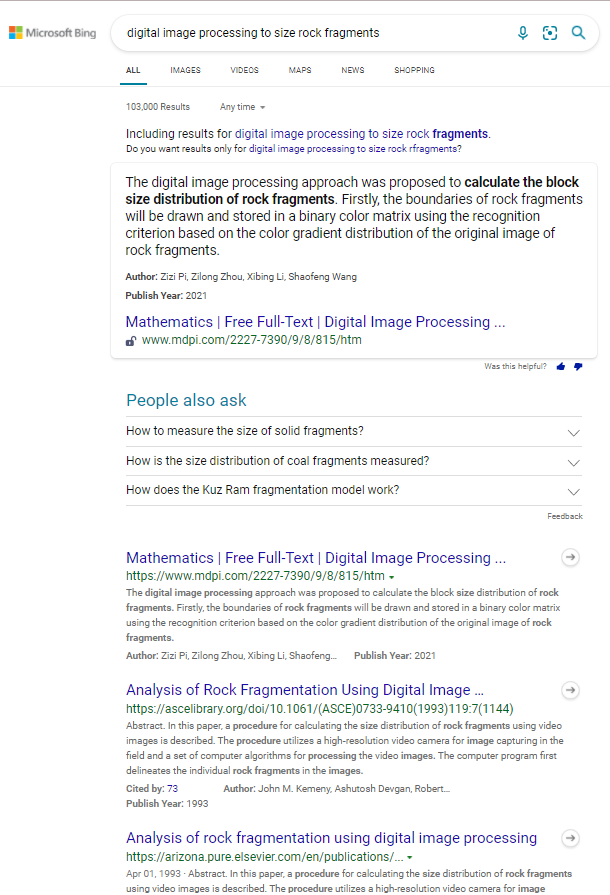 Microsoft Bing
digital image processing to size rock fragments
ALL IMAGES VIDEOS MAPS NEWS SHOPPING
103,000 Results Any time
Including results for digital image processing to size rock fragments.
Do you want results only for digital image processing to size rock rfragments?
The digital image processing approach was proposed to calculate the block
size distribution of rock fragments. Firstly, the boundaries of rock fragments
will be drawn and stored in a binary color matrix using the recognition
criterion based on the color gradient distribution of the original image of
rock fragments.
Author: Zizi Pi, Zilong Zhou, Xibing Li, Shaofeng Wang
Publish Year: 2021
Mathematics | Free Full-Text | Digital Image Processing ...
www.mdpi.com/2227-7390/9/8/815/htm
Was this helpful?
People also ask
How to measure the size of solid fragments?
How is the size distribution of coal fragments measured?
How does the Kuz Ram fragmentation model work?
Feedback
Mathematics | Free Full-Text | Digital Image Processing ...
https://www.mdpi.com/2227-7390/9/8/815/htm
The digital image processing approach was proposed to calculate the block size distribution of rock
fragments. Firstly, the boundaries of rock fragments will be drawn and stored in a binary color matrix
using the recognition criterion based on the color gradient distribution of the original image of rock
fragments.
Author: Zizi Pi, Zilong Zhou, Xibing Li, Shaofeng... Publish Year: 2021
Analysis of Rock Fragmentation Using Digital Image ...
https://ascelibrary.org/doi/10.1061/(ASCE)0733-9410(1993)119:7(1144)
Abstract. In this paper, a procedure for calculating the size distribution of rock fragments using video
images is described. The procedure utilizes a high-resolution video camera for image capturing in the
field and a set of computer algorithms for processing the video images. The computer program first
delineates the individual rock fragments in the images.
Cited by: 73 Author: John M. Kemeny, Ashutosh Devgan, Robert...
Publish Year: 1993
Analysis of rock fragmentation using digital image processing
https://arizona.pure.elsevier.com/en/publications/...
Apr 01, 1993 · Abstract. In this paper, a procedure for calculating the size distribution of rock fragments
using video images is described. The procedure utilizes a high-resolution video camera for image